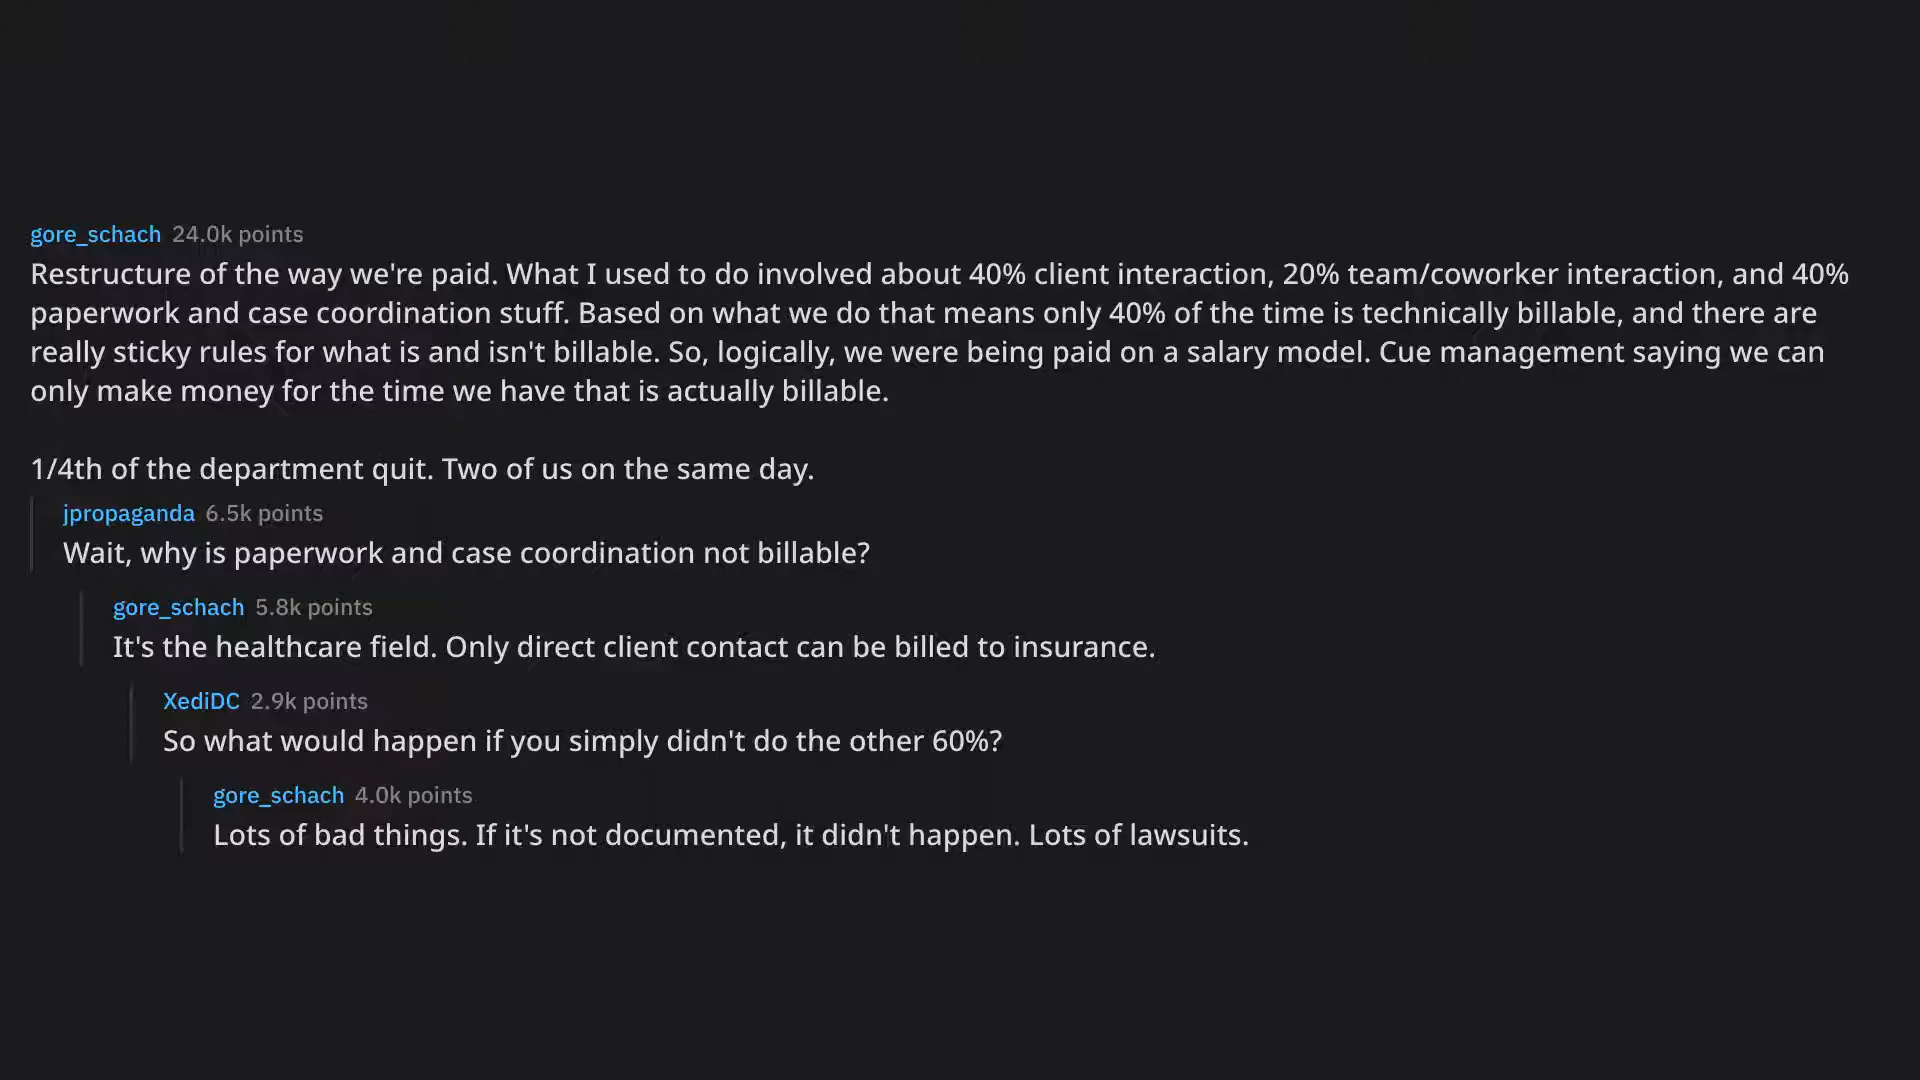 gore_schach 24.0k points
Restructure of the way we're paid. What I used to do involved about 40% client interaction, 20% team/coworker interaction, and 40%
paperwork and case coordination stuff. Based on what we do that means only 40% of the time is technically billable, and there are
really sticky rules for what is and isn't billable. So, logically, we were being paid on a salary model. Cue management saying we can
only make money for the time we have that is actually billable.
1/4th of the department quit. Two of us on the same day.
jpropaganda 6.5k points
Wait, why is paperwork and case coordination not billable?
gore_schach 5.8k points
It's the healthcare field. Only direct client contact can be billed to insurance.
XediDC 2.9k points
So what would happen if you simply didn't do the other 60%?
gore_schach 4.0k points
Lots of bad things. If it's not documented, it didn't happen. Lots of lawsuits.